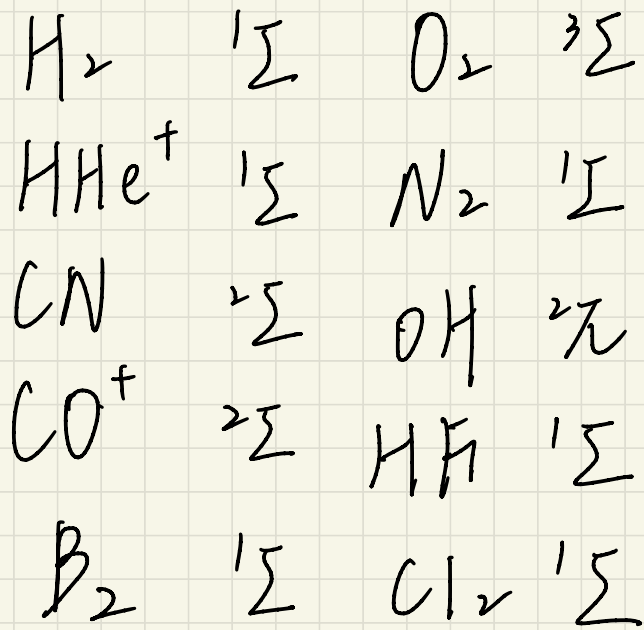 H₂ ¹Σ O₂ ³Σ
HHe⁺ ¹Σ N₂ ¹Σ
CN ²Σ OH ²π
CO⁺ ²Σ HF ¹Σ
B₂ ¹Σ Cl₂ ¹Σ